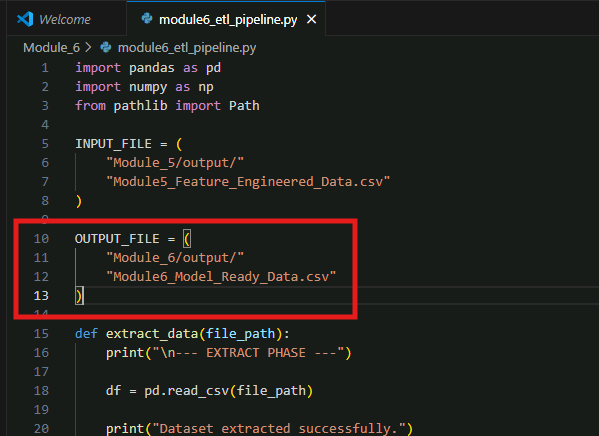 Welcome
module6_etl_pipeline.py
Module_6 > module6_etl_pipeline.py
1 import pandas as pd
2 import numpy as np
3 from pathlib import Path
4
5 INPUT_FILE = (
6 "Module_5/output/"
7 "Module5_Feature_Engineered_Data.csv"
8 )
9
10 OUTPUT_FILE = (
11 "Module_6/output/"
12 "Module6_Model_Ready_Data.csv"
13 )
14
15 def extract_data(file_path):
16 print("\n--- EXTRACT PHASE ---")
17
18 df = pd.read_csv(file_path)
19
20 print("Dataset extracted successfully.")